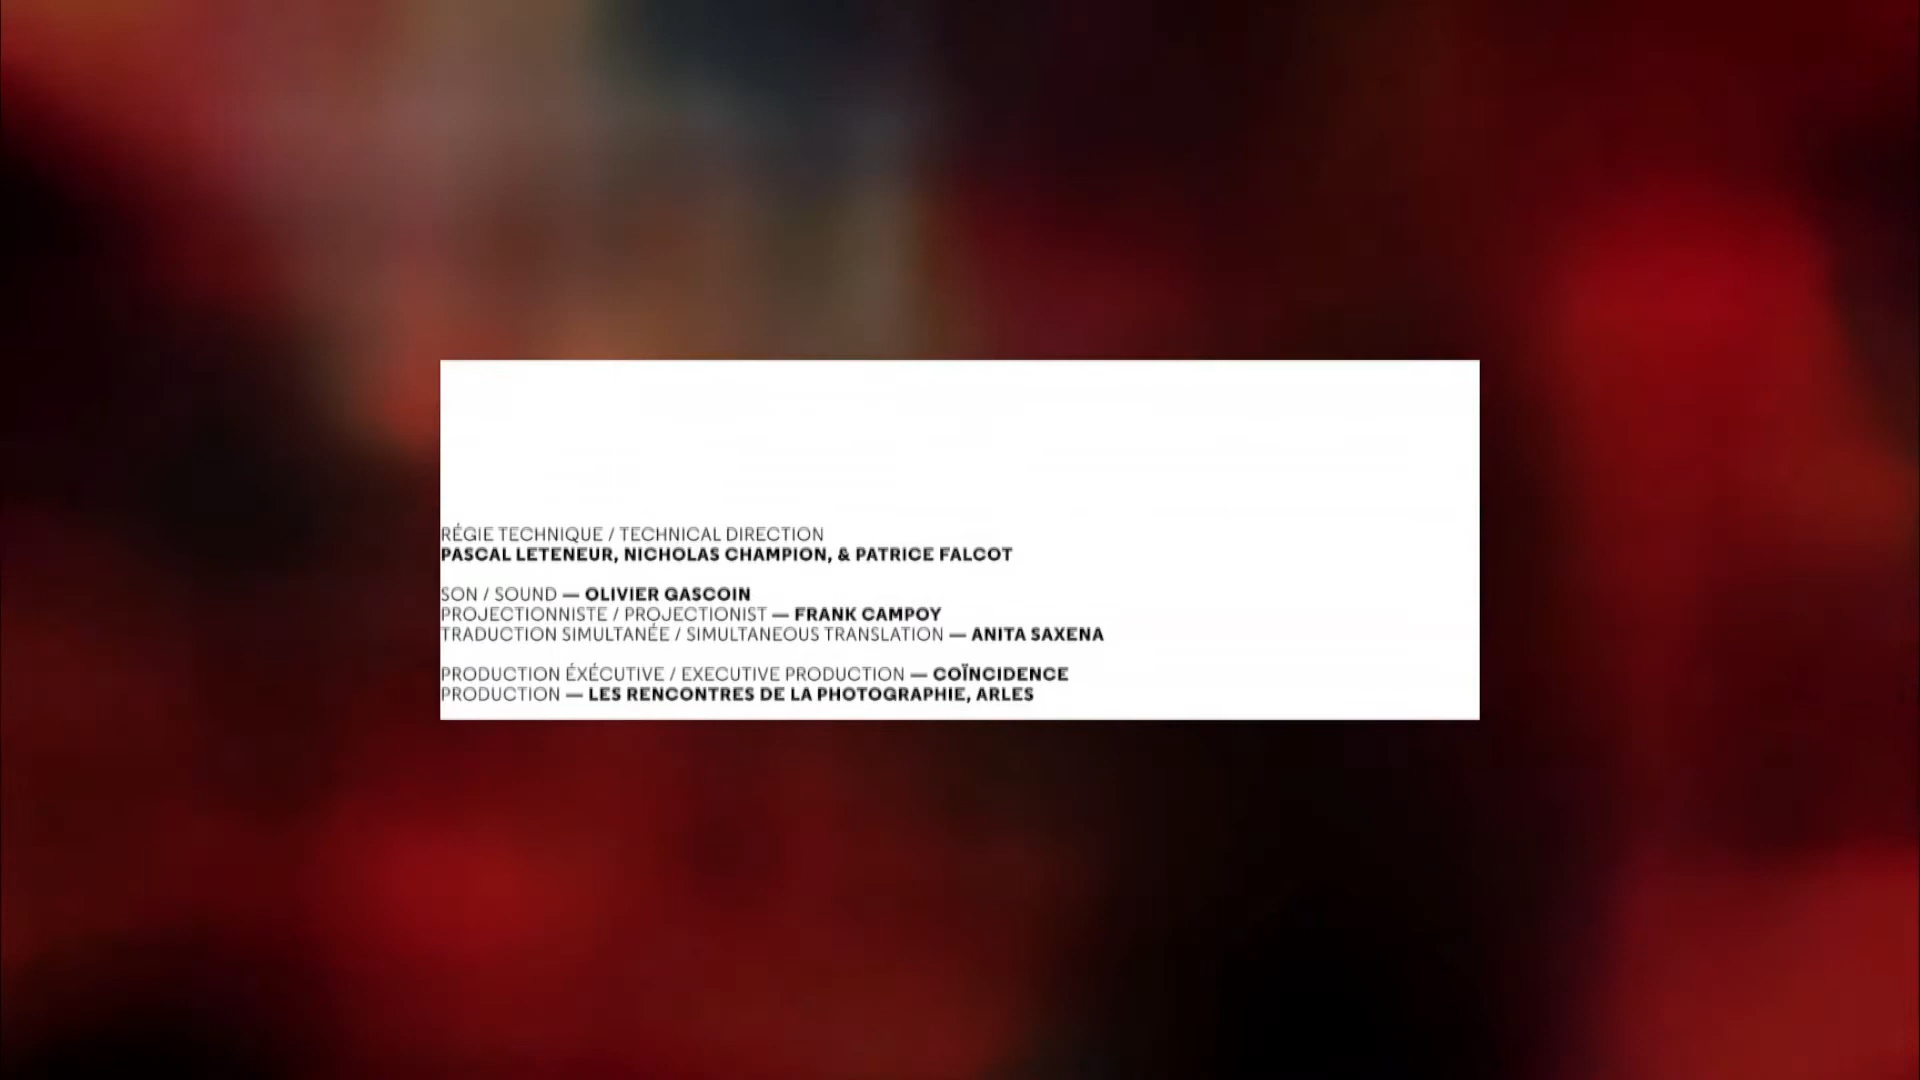 RÉGIE TECHNIQUE / TECHNICAL DIRECTION
PASCAL LETENEUR, NICHOLAS CHAMPION, & PATRICE FALCOT
SON / SOUND — OLIVIER GASCOIN
PROJECTIONNISTE / PROJECTIONIST — FRANK CAMPOY
TRADUCTION SIMULTANÉE / SIMULTANEOUS TRANSLATION — ANITA SAXENA
PRODUCTION ÉXÉCUTIVE / EXECUTIVE PRODUCTION — COÏNCIDENCE
PRODUCTION — LES RENCONTRES DE LA PHOTOGRAPHIE, ARLES